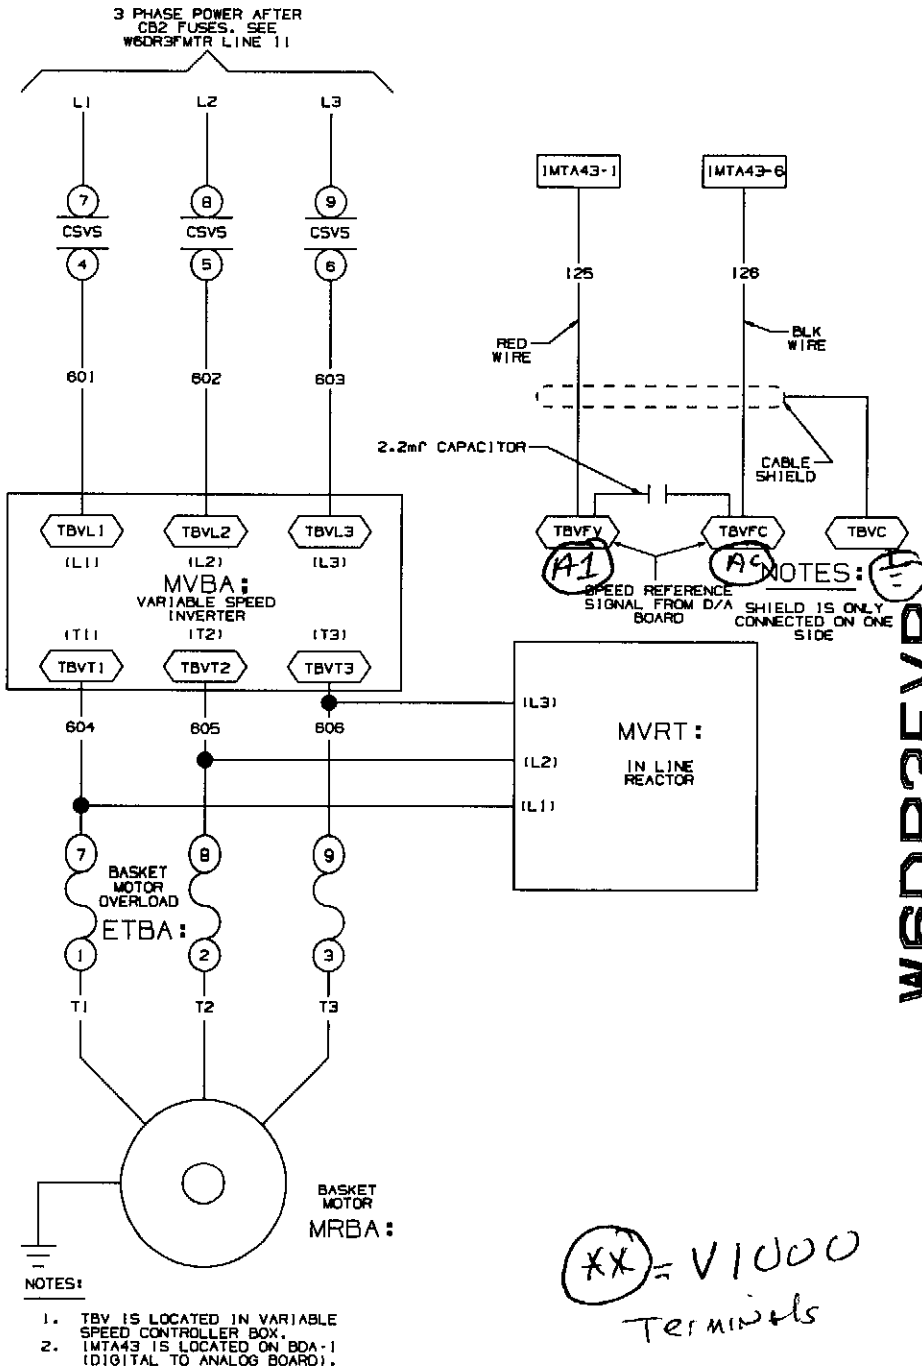 3 PHASE POWER AFTER
CB2 FUSES. SEE
W6DR3FMTR LINE 11
L1 L2 L3
1MTA43-1 1MTA43-6
7 8 9
CSVS CSVS CSVS
4 5 6
125 126
RED
WIRE
BLK
WIRE
601 602 603
2.2mf CAPACITOR
CABLE
SHIELD
TBVL1 TBVL2 TBVL3
(L1) (L2) (L3)
MVBA:
VARIABLE SPEED
INVERTER
(T1) (T2) (T3)
TBVT1 TBVT2 TBVT3
TBVFV TBVFC TBVC
A1 AC
SPEED REFERENCE
SIGNAL FROM D/A
BOARD
NOTES:
SHIELD IS ONLY
CONNECTED ON ONE
SIDE
604 605 606
(L3)
(L2)
(L1)
MVRT:
IN LINE
REACTOR
7 8 9
BASKET
MOTOR
OVERLOAD
ETBA:
1 2 3
T1 T2 T3
BASKET
MOTOR
MRBA:
NOTES:
1. TBV IS LOCATED IN VARIABLE
SPEED CONTROLLER BOX.
2. 1MTA43 IS LOCATED ON BDA-1
(DIGITAL TO ANALOG BOARD).
XX = V1000
Terminals